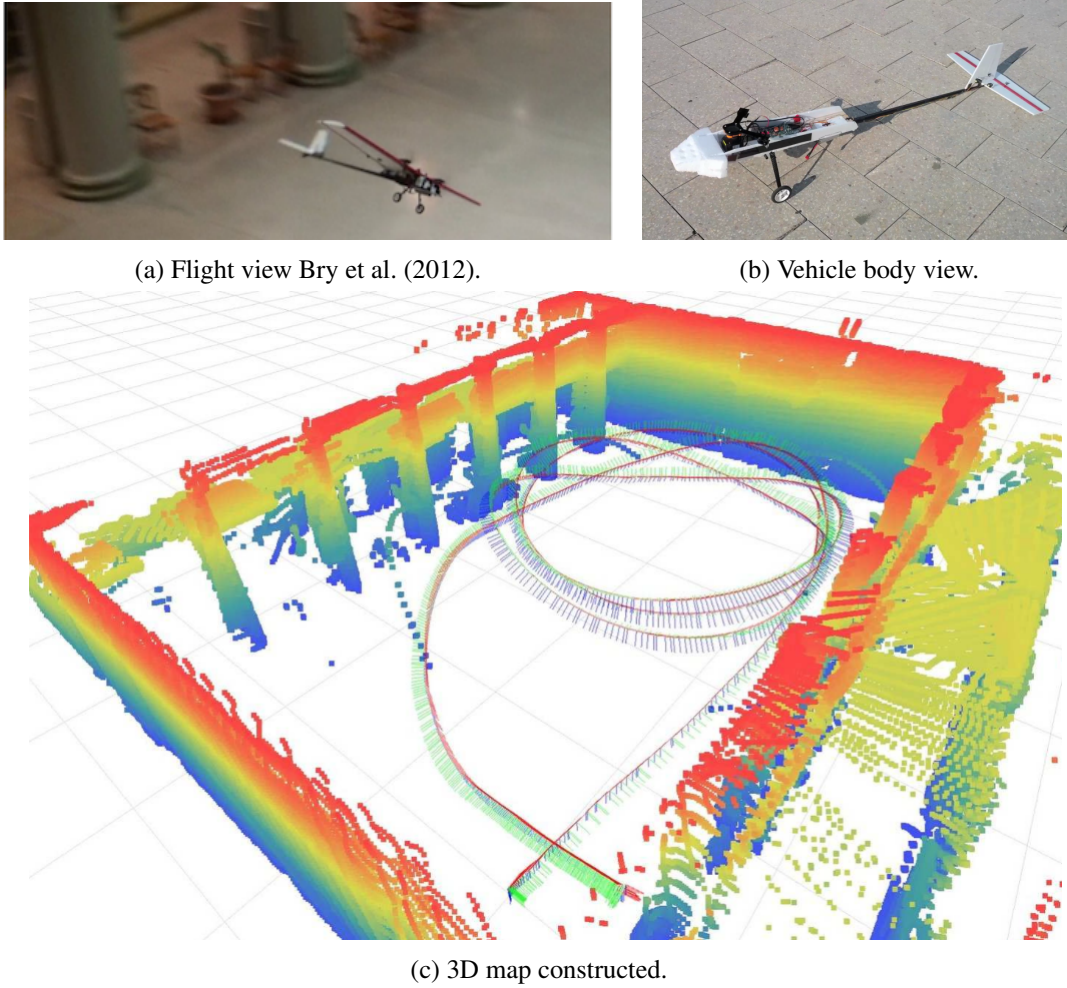 (a) Flight view Bry et al. (2012).
(b) Vehicle body view.
(c) 3D map constructed.